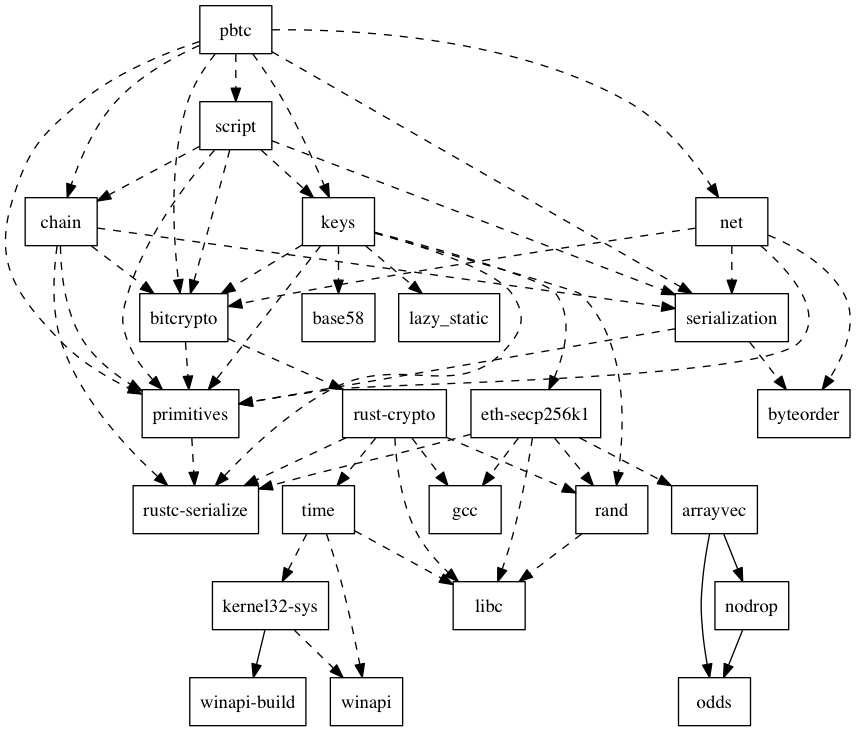 pbtc
script
chain
keys
net
bitcrypto
base58
lazy_static
serialization
primitives
rust-crypto
eth-secp256k1
byteorder
rustc-serialize
time
gcc
rand
arrayvec
kernel32-sys
libc
nodrop
winapi-build
winapi
odds